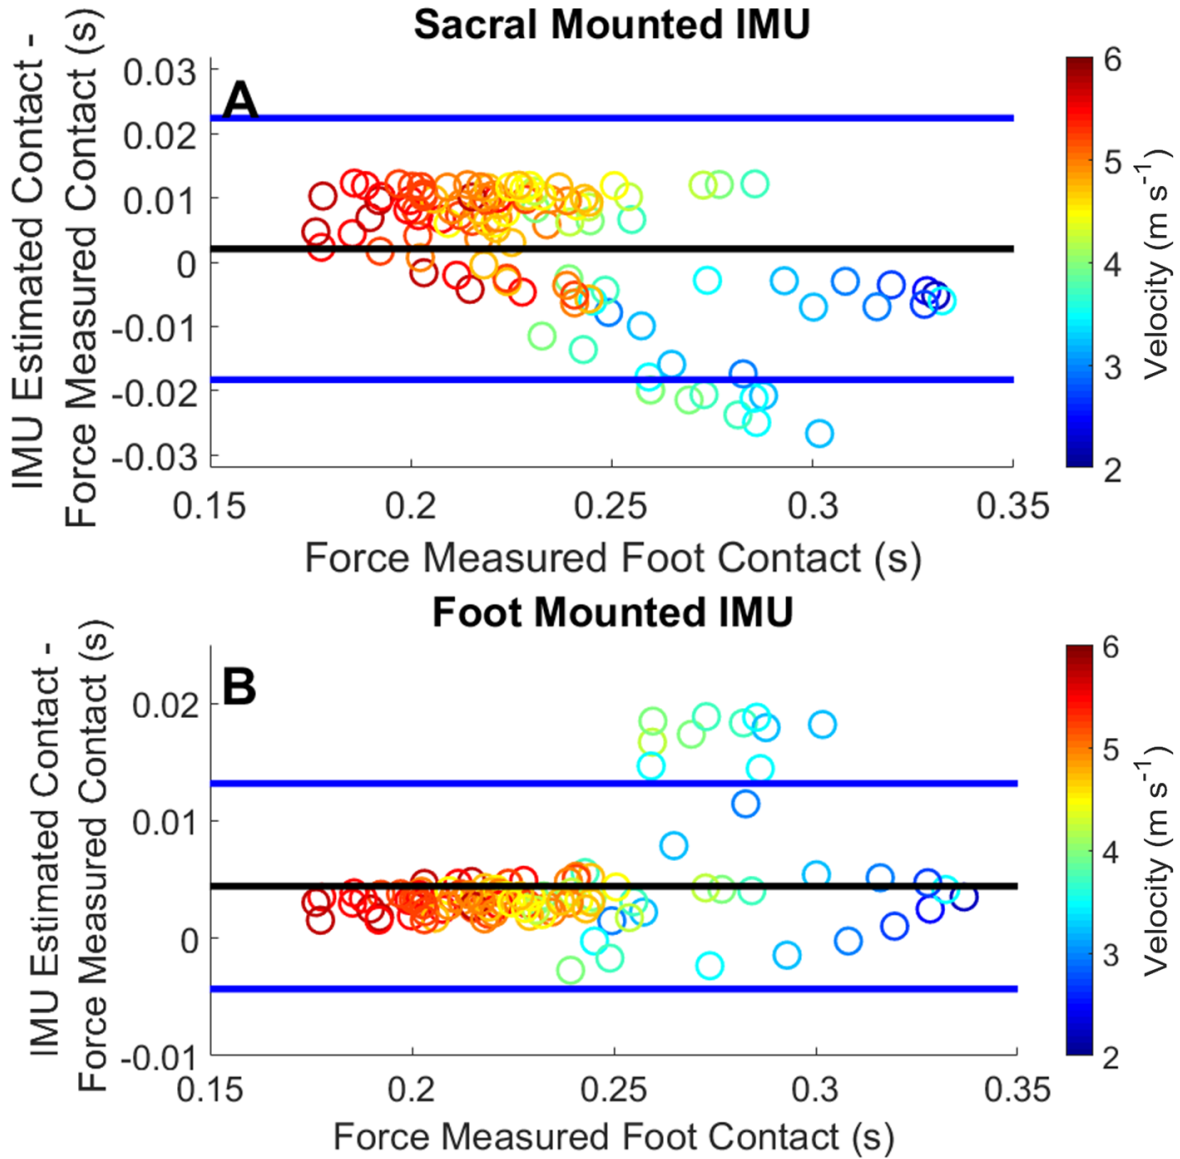 Sacral Mounted IMU
IMU Estimated Contact -
Force Measured Contact (s)
A
0.03
0.02
0.01
0
-0.01
-0.02
-0.03
0.15 0.2 0.25 0.3 0.35
Force Measured Foot Contact (s)
6
5
4
3
2
Velocity (m s⁻¹)
Foot Mounted IMU
IMU Estimated Contact -
Force Measured Contact (s)
B
0.02
0.01
0
-0.01
0.15 0.2 0.25 0.3 0.35
Force Measured Foot Contact (s)
6
5
4
3
2
Velocity (m s⁻¹)